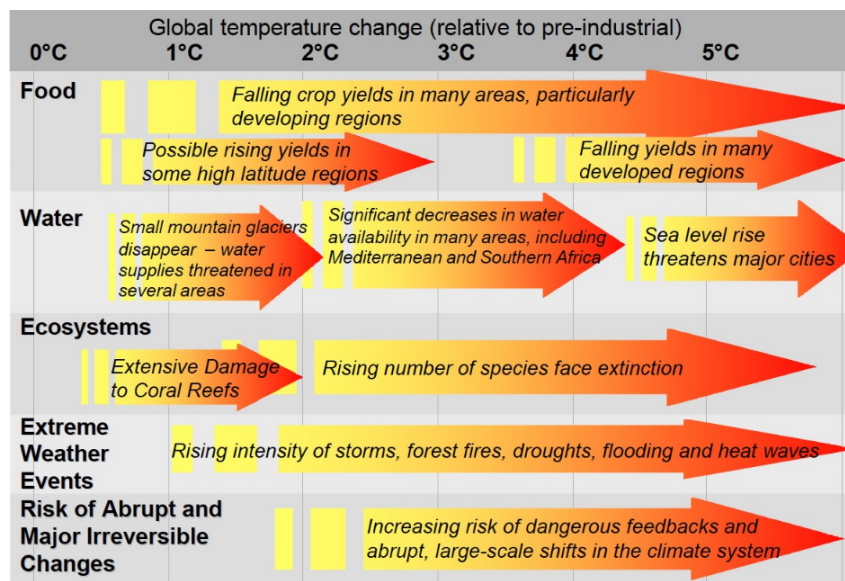 Global temperature change (relative to pre-industrial)
0°C 1°C 2°C 3°C 4°C 5°C
Food
Falling crop yields in many areas, particularly
developing regions
Possible rising yields in
some high latitude regions
Falling yields in many
developed regions
Water
Small mountain glaciers
disappear – water
supplies threatened in
several areas
Significant decreases in water
availability in many areas, including
Mediterranean and Southern Africa
Sea level rise
threatens major cities
Ecosystems
Extensive Damage
to Coral Reefs
Rising number of species face extinction
Extreme
Weather
Events
Rising intensity of storms, forest fires, droughts, flooding and heat waves
Risk of Abrupt and
Major Irreversible
Changes
Increasing risk of dangerous feedbacks and
abrupt, large-scale shifts in the climate system